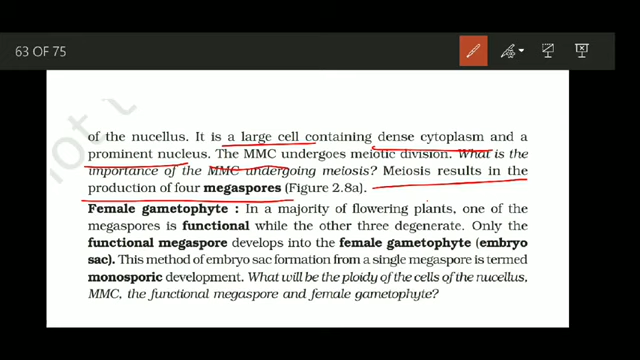 63 OF 75
of the nucellus. It is a large cell containing dense cytoplasm and a
prominent nucleus. The MMC undergoes meiotic division. What is the
importance of the MMC undergoing meiosis? Meiosis results in the
production of four megaspores (Figure 2.8a).
Female gametophyte : In a majority of flowering plants, one of the
megaspores is functional while the other three degenerate. Only the
functional megaspore develops into the female gametophyte (embryo
sac). This method of embryo sac formation from a single megaspore is termed
monosporic development. What will be the ploidy of the cells of the nucellus,
MMC, the functional megaspore and female gametophyte?